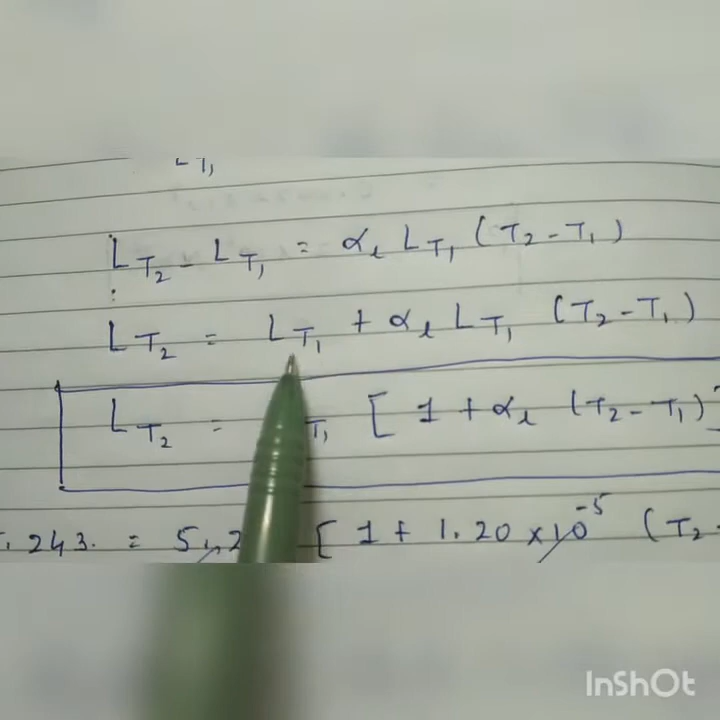 L T₁
L T₂ - L T₁ = αₗ L T₁ (T₂ - T₁)
L T₂ = L T₁ + αₗ L T₁ (T₂ - T₁)
L T₂ = T₁ [1 + αₗ (T₂ - T₁)]
.243. = [1 + 1.20 × 10⁻⁵ (T₂ -
InShOt